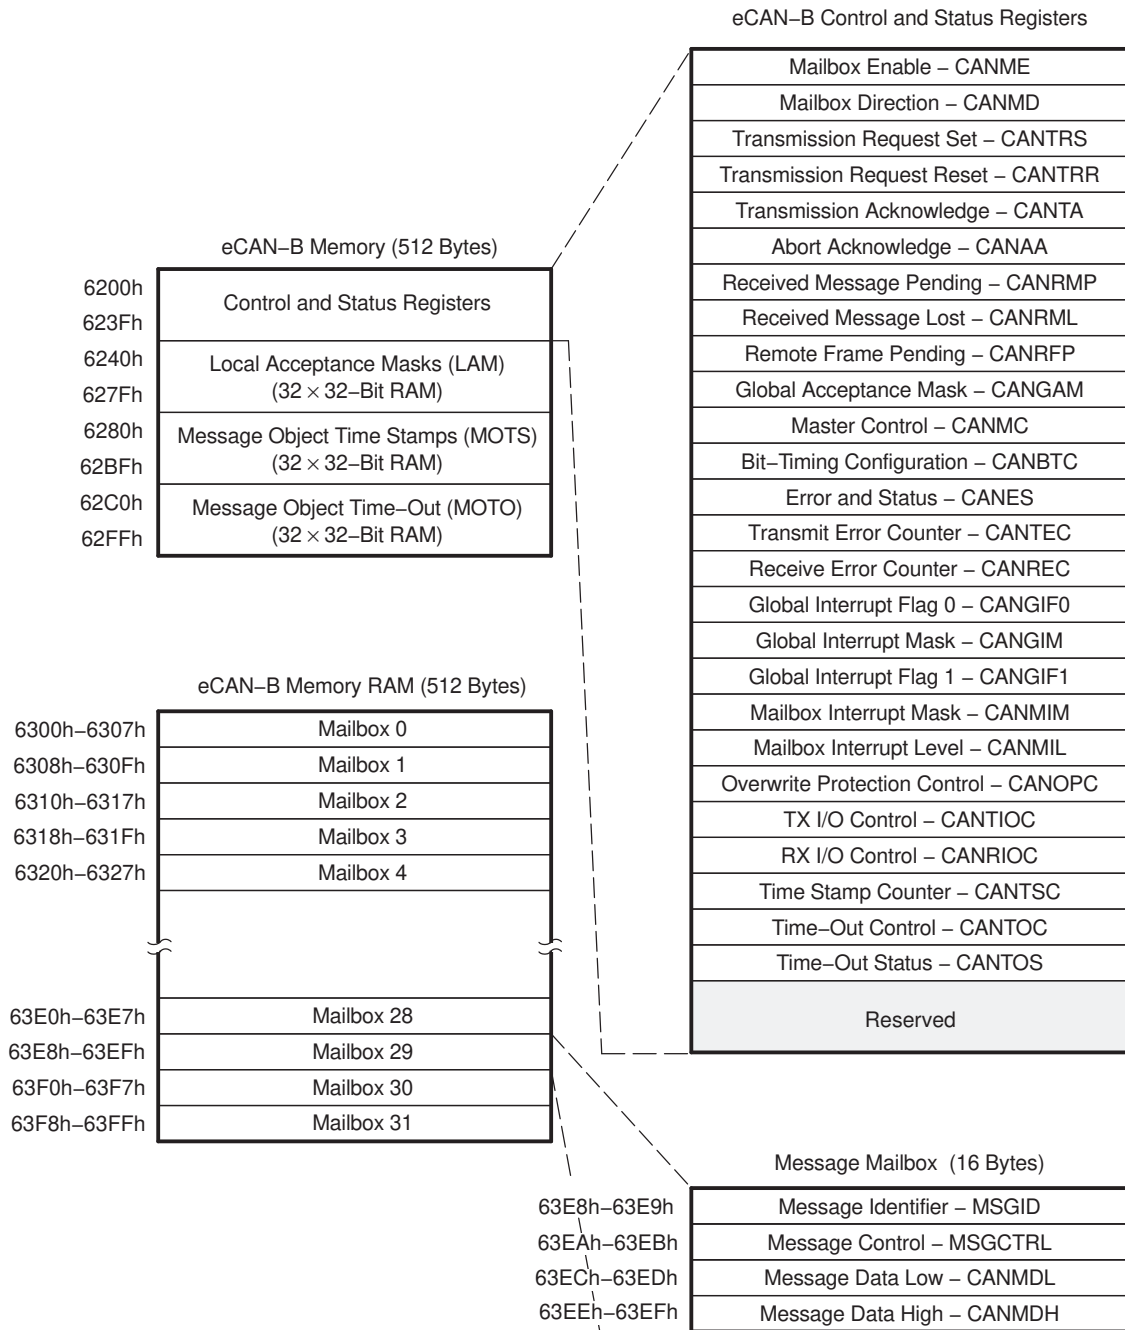 eCAN−B Control and Status Registers
Mailbox Enable − CANME
Mailbox Direction − CANMD
Transmission Request Set − CANTRS
Transmission Request Reset − CANTRR
Transmission Acknowledge − CANTA
Abort Acknowledge − CANAA
Received Message Pending − CANRMP
Received Message Lost − CANRML
Remote Frame Pending − CANRFP
Global Acceptance Mask − CANGAM
Master Control − CANMC
Bit−Timing Configuration − CANBTC
Error and Status − CANES
Transmit Error Counter − CANTEC
Receive Error Counter − CANREC
Global Interrupt Flag 0 − CANGIF0
Global Interrupt Mask − CANGIM
Global Interrupt Flag 1 − CANGIF1
Mailbox Interrupt Mask − CANMIM
Mailbox Interrupt Level − CANMIL
Overwrite Protection Control − CANOPC
TX I/O Control − CANTIOC
RX I/O Control − CANRIOC
Time Stamp Counter − CANTSC
Time−Out Control − CANTOC
Time−Out Status − CANTOS
Reserved
eCAN−B Memory (512 Bytes)
6200h
623Fh
Control and Status Registers
6240h
627Fh
Local Acceptance Masks (LAM)
(32 × 32−Bit RAM)
6280h
62BFh
Message Object Time Stamps (MOTS)
(32 × 32−Bit RAM)
62C0h
62FFh
Message Object Time−Out (MOTO)
(32 × 32−Bit RAM)
eCAN−B Memory RAM (512 Bytes)
6300h−6307h Mailbox 0
6308h−630Fh Mailbox 1
6310h−6317h Mailbox 2
6318h−631Fh Mailbox 3
6320h−6327h Mailbox 4
63E0h−63E7h Mailbox 28
63E8h−63EFh Mailbox 29
63F0h−63F7h Mailbox 30
63F8h−63FFh Mailbox 31
Message Mailbox (16 Bytes)
63E8h−63E9h Message Identifier − MSGID
63EAh−63EBh Message Control − MSGCTRL
63ECh−63EDh Message Data Low − CANMDL
63EEh−63EFh Message Data High − CANMDH